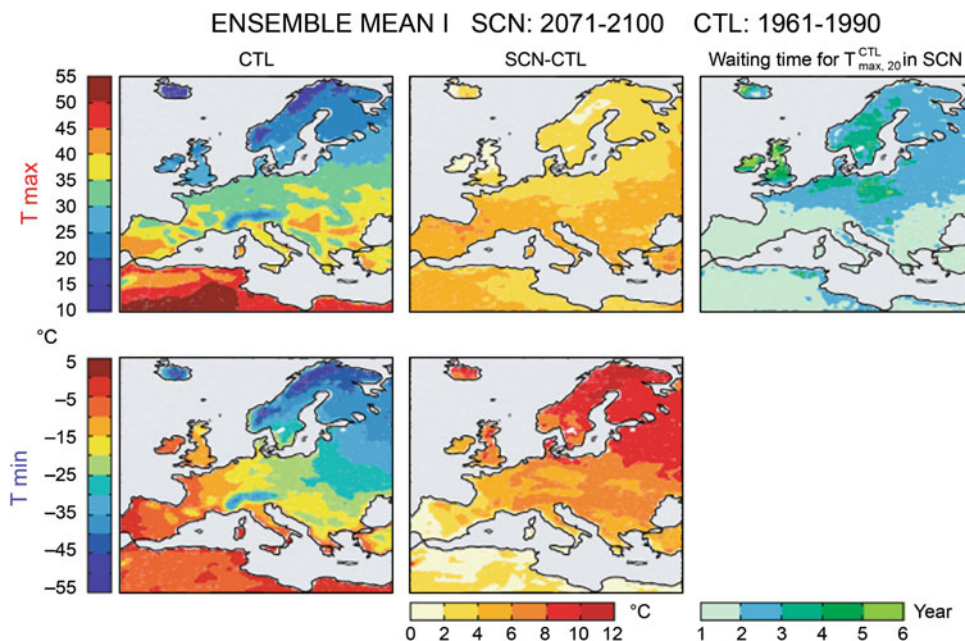 ENSEMBLE MEAN I SCN: 2071-2100 CTL: 1961-1990
CTL
SCN-CTL
Waiting time for T CTL max, 20 in SCN
T max
55
50
45
40
35
30
25
20
15
10
°C
T min
5
–5
–15
–25
–35
–45
–55
°C
0 2 4 6 8 10 12
Year
1 2 3 4 5 6